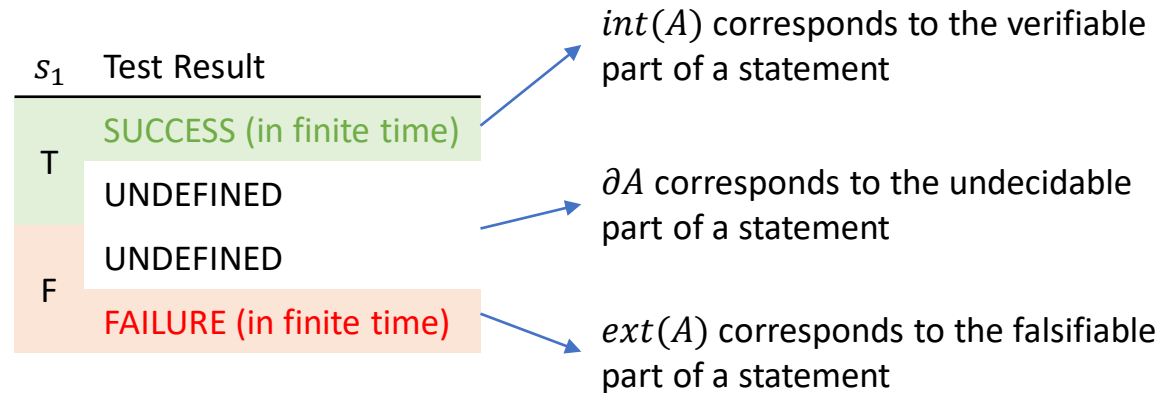 s₁ Test Result
T
SUCCESS (in finite time)
UNDEFINED
F
UNDEFINED
FAILURE (in finite time)
int(A) corresponds to the verifiable
part of a statement
∂A corresponds to the undecidable
part of a statement
ext(A) corresponds to the falsifiable
part of a statement